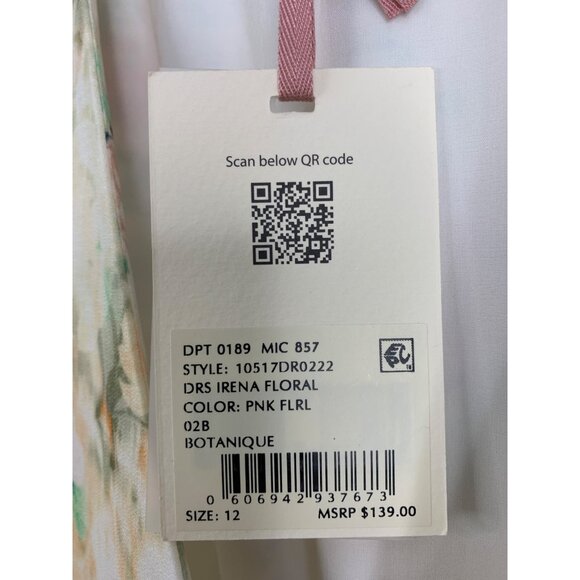 Scan below QR code
DPT 0189 MIC 857
STYLE: 10517DR0222
DRS IRENA FLORAL
COLOR: PNK FLRL
02B
BOTANIQUE
0 606942 937673
SIZE: 12 MSRP $139.00